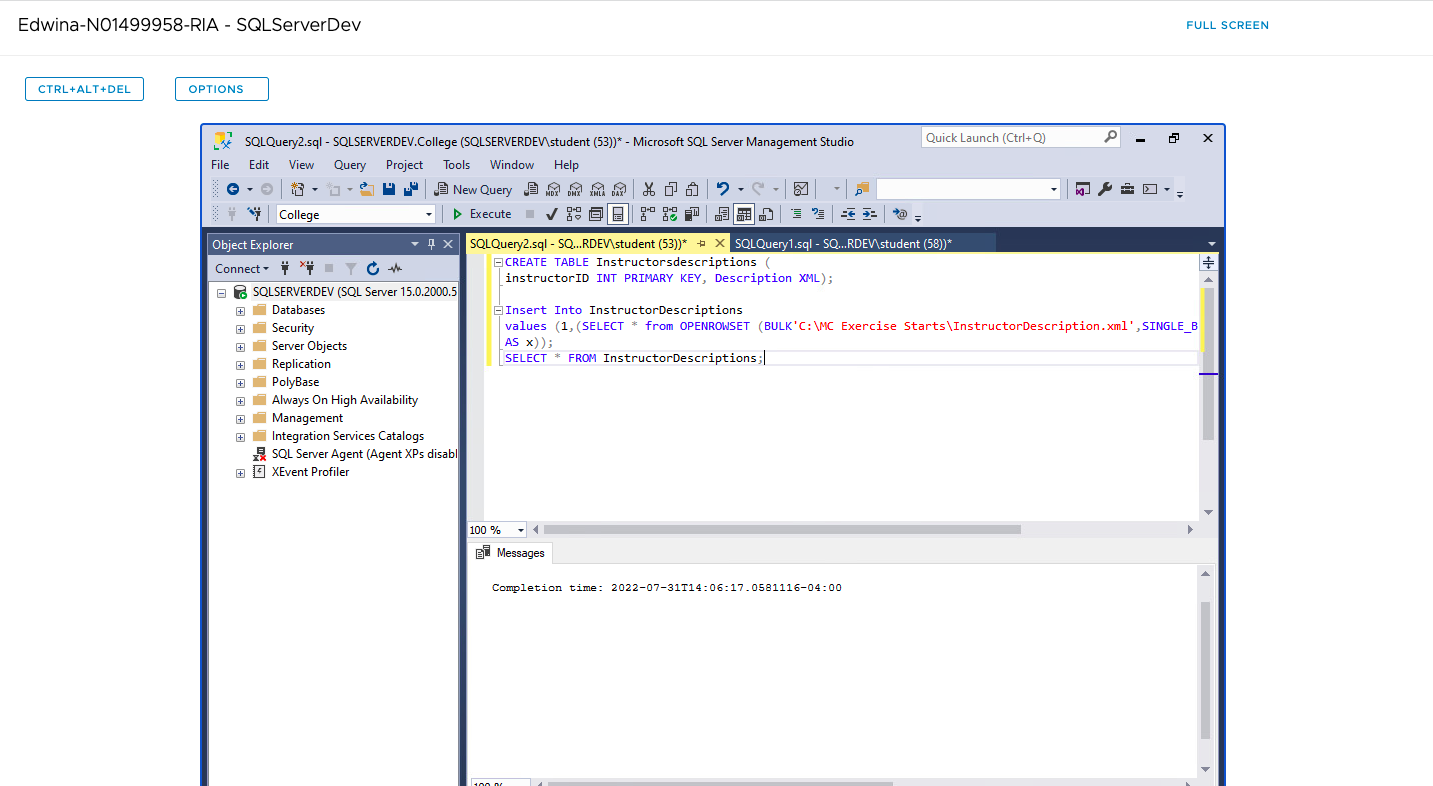 Edwina-N01499958-RIA - SQLServerDev
FULL SCREEN
CTRL+ALT+DEL
OPTIONS
SQLQuery2.sql - SQLSERVERDEV.College (SQLSERVERDEV\student (53))* - Microsoft SQL Server Management Studio
Quick Launch (Ctrl+Q)
File Edit View Query Project Tools Window Help
New Query
MDX DMX XMLA DAX
College
Execute
Object Explorer
SQLQuery2.sql - SQ...RDEV\student (53))*
SQLQuery1.sql - SQ...RDEV\student (58))*
Connect
SQLSERVERDEV (SQL Server 15.0.2000.5
Databases
Security
Server Objects
Replication
PolyBase
Always On High Availability
Management
Integration Services Catalogs
SQL Server Agent (Agent XPs disabl
XEvent Profiler
CREATE TABLE Instructorsdescriptions (
instructorID INT PRIMARY KEY, Description XML);
Insert Into InstructorDescriptions
values (1,(SELECT * from OPENROWSET (BULK'C:\MC Exercise Starts\InstructorDescription.xml',SINGLE_B
AS x));
SELECT * FROM InstructorDescriptions;
100 %
Messages
Completion time: 2022-07-31T14:06:17.0581116-04:00
100 %